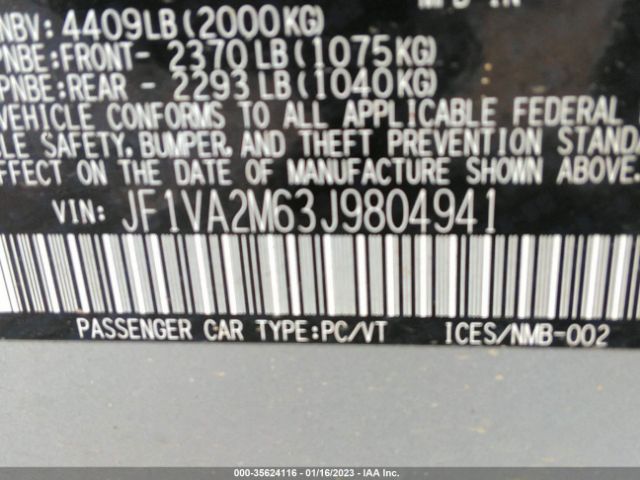 NBV: 4409LB(2000KG)
PNBE:FRONT- 2370LB(1075KG)
PNBE:REAR - 2293LB(1040KG)
VEHICLE CONFORMS TO ALL APPLICABLE FEDERAL
LE SAFETY, BUMPER, AND THEFT PREVENTION STANDA
EFFECT ON THE DATE OF MANUFACTURE SHOWN ABOVE.
VIN: JF1VA2M63J9804941
PASSENGER CAR TYPE:PC/VT ICES/NMB-002
000-35624116 - 01/16/2023 - IAA Inc.